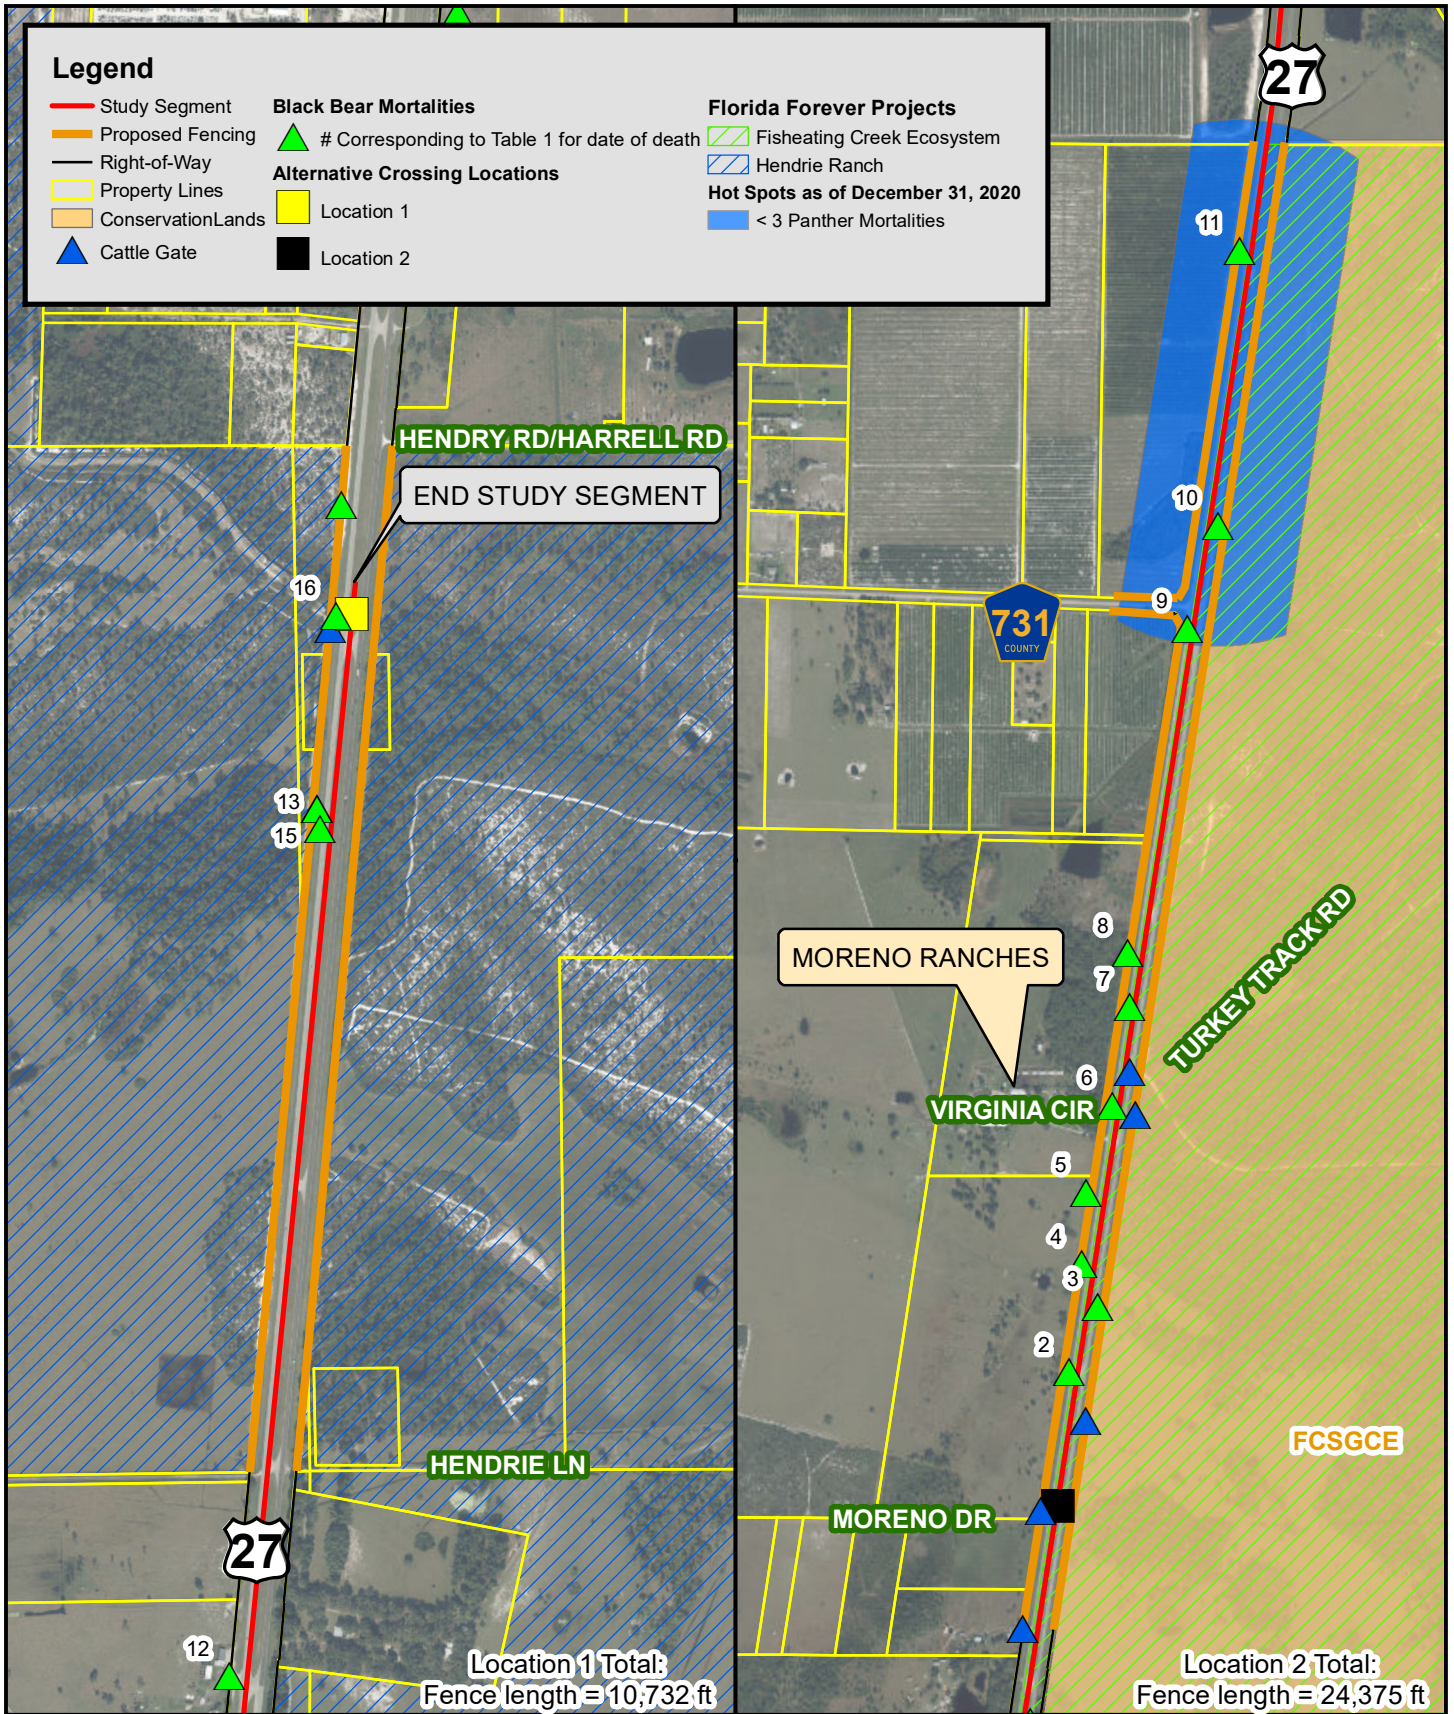 Legend
Study Segment
Proposed Fencing
Right-of-Way
Property Lines
ConservationLands
Cattle Gate
Black Bear Mortalities
# Corresponding to Table 1 for date of death
Alternative Crossing Locations
Location 1
Location 2
Florida Forever Projects
Fisheating Creek Ecosystem
Hendrie Ranch
Hot Spots as of December 31, 2020
< 3 Panther Mortalities
HENDRY RD/HARRELL RD
END STUDY SEGMENT
16
13
15
HENDRIE LN
27
12
Location 1 Total:
Fence length = 10,732 ft
27
11
10
9
731
COUNTY
8
MORENO RANCHES
7
TURKEY TRACK RD
6
VIRGINIA CIR
5
4
3
2
FCSGCE
MORENO DR
Location 2 Total:
Fence length = 24,375 ft